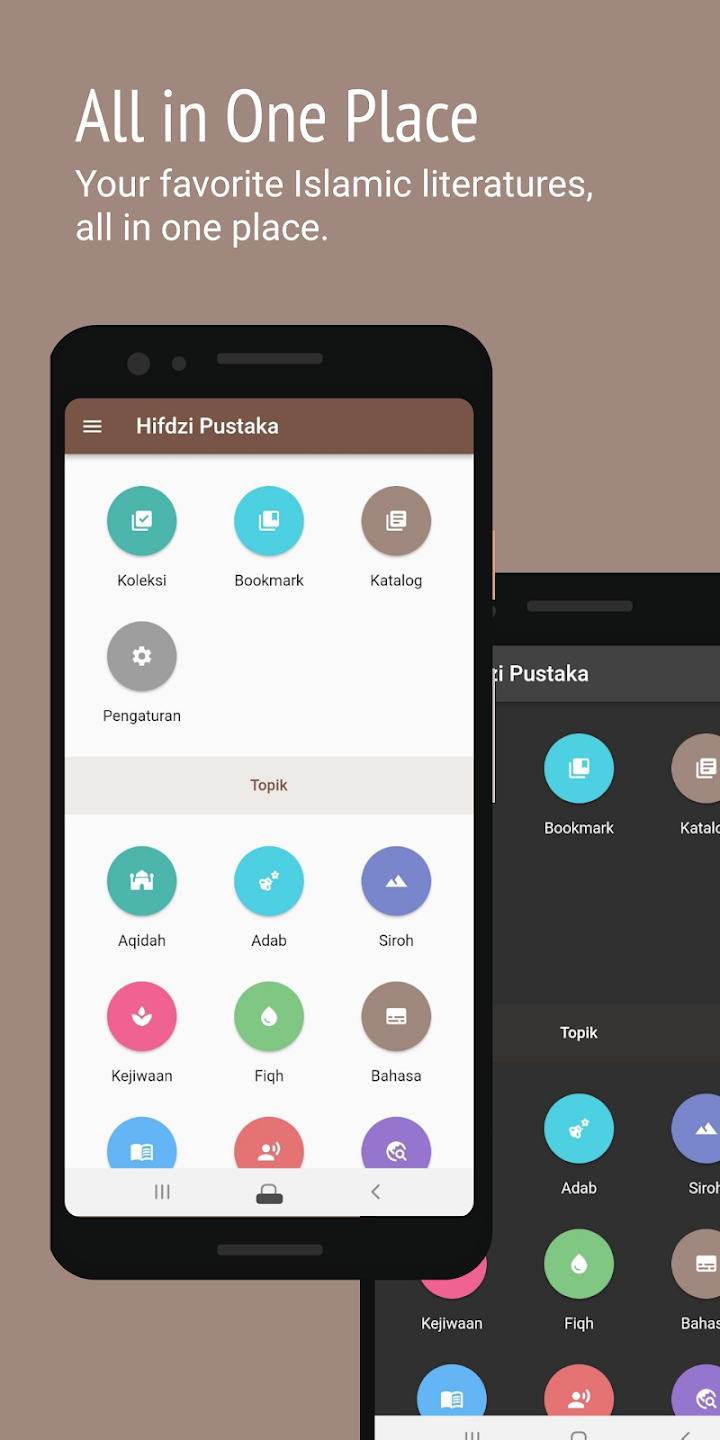 All in One Place
Your favorite Islamic literatures,
all in one place.
Hifdzi Pustaka
Koleksi
Bookmark
Katalog
Pengaturan
Topik
Aqidah
Adab
Siroh
Kejiwaan
Fiqh
Bahasa
zi Pustaka
Bookmark
Katalo
Topik
Adab
Siroh
Kejiwaan
Fiqh
Bahas